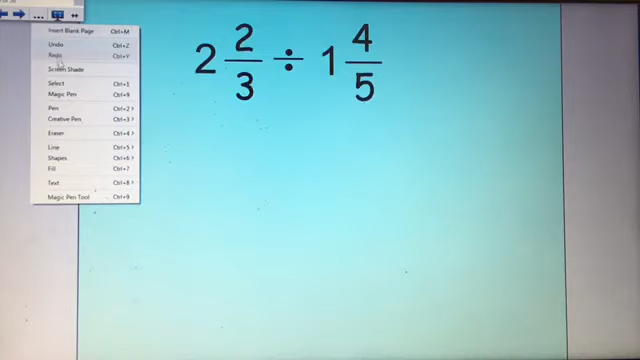 Insert Blank Page Ctrl+M
Undo Ctrl+Z
Redo Ctrl+Y
Screen Shade
Select Ctrl+1
Magic Pen Ctrl+9
Pen Ctrl+2
Creative Pen Ctrl+3
Eraser Ctrl+4
Line Ctrl+5
Shapes Ctrl+6
Fill Ctrl+7
Text Ctrl+8
Magic Pen Tool Ctrl+9
2 2/3 ÷ 1 4/5